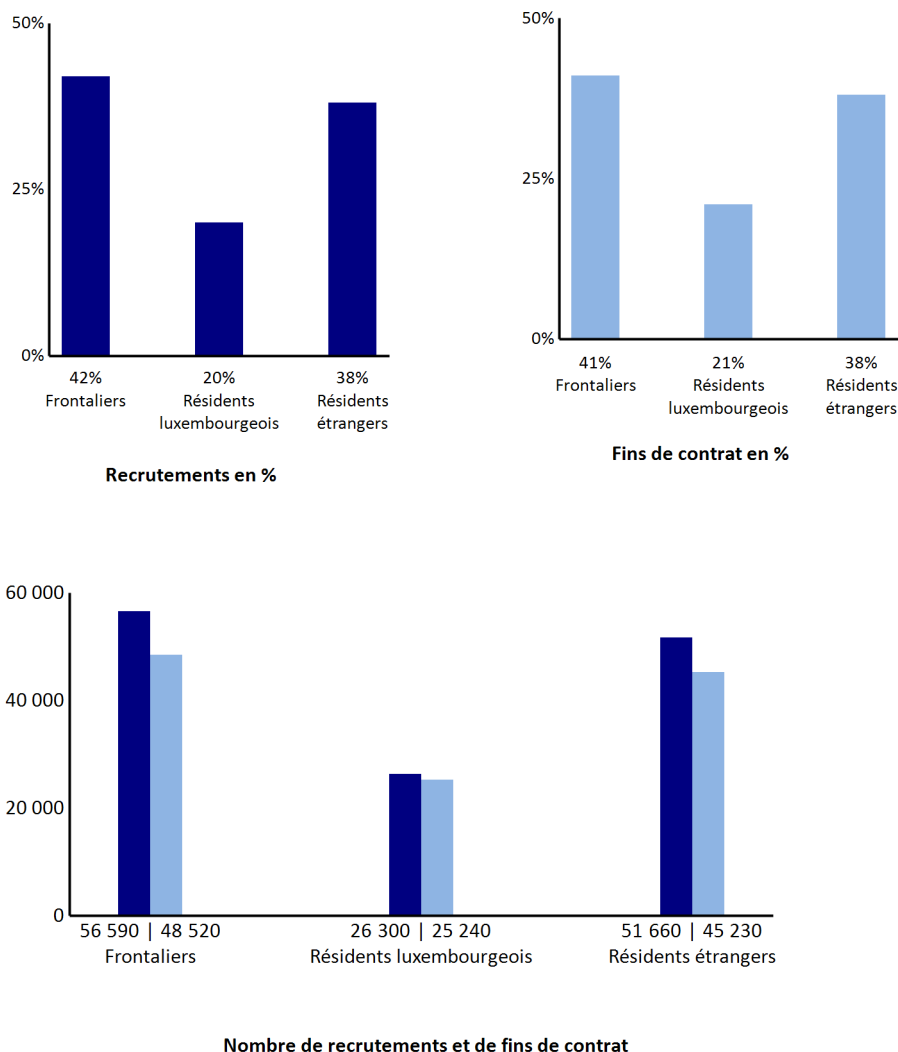 50%
25%
0%
42%
Frontaliers
20%
Résidents
luxembourgeois
38%
Résidents
étrangers
Recrutements en %
50%
25%
0%
41%
Frontaliers
21%
Résidents
luxembourgeois
38%
Résidents
étrangers
Fins de contrat en %
60 000
40 000
20 000
0
56 590 | 48 520
Frontaliers
26 300 | 25 240
Résidents luxembourgeois
51 660 | 45 230
Résidents étrangers
Nombre de recrutements et de fins de contrat